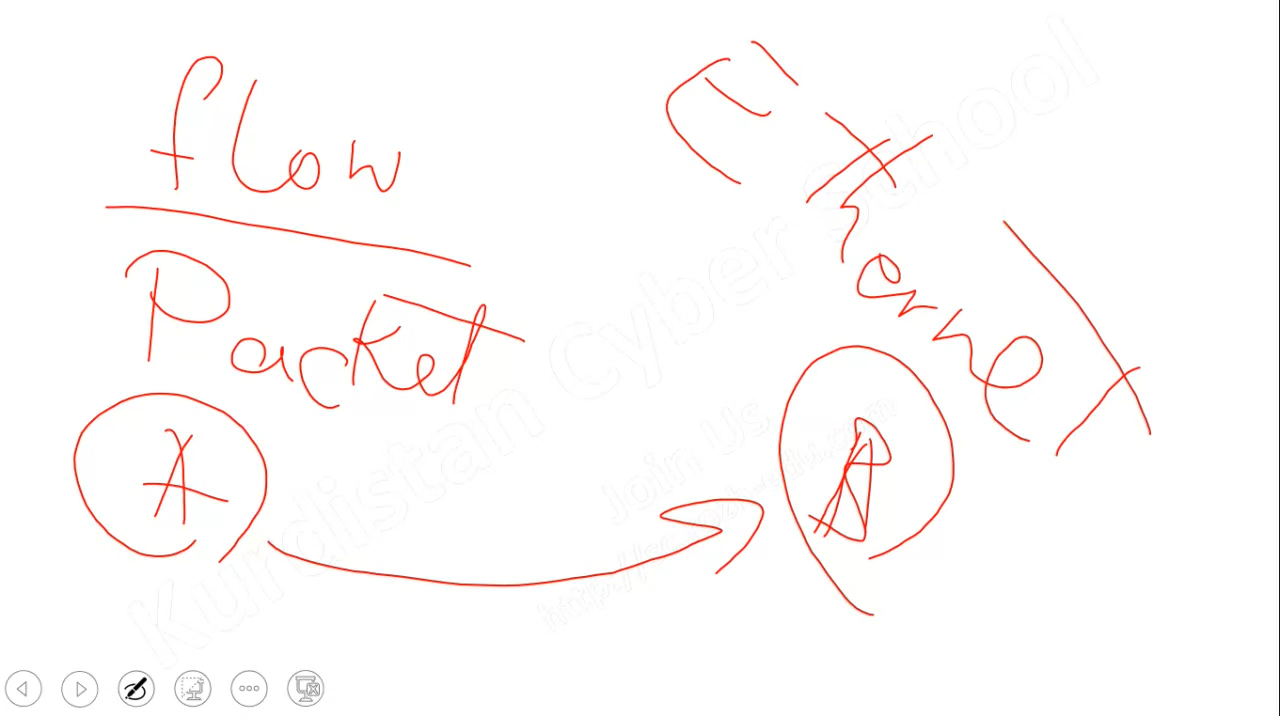 flow
Packet
Ethernet
A
Kurdistan Cyber School
Join Us